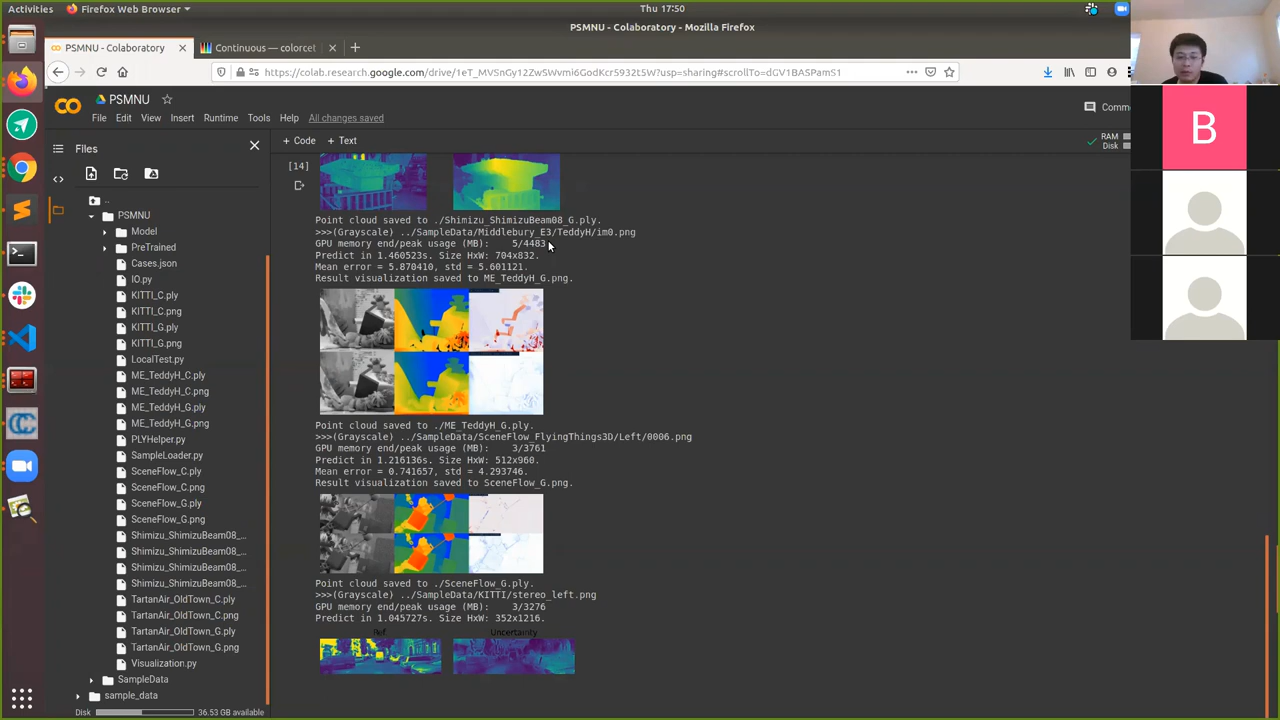 Activities
Firefox Web Browser
Thu 17:50
PSMNU - Colaboratory - Mozilla Firefox
PSMNU - Colaboratory
Continuous — colorcet
https://colab.research.google.com/drive/1eT_MVSnGy12ZwSWvmi6GodKcr5932t5W?usp=sharing#scrollTo=dGV1BASPamS1
PSMNU
File Edit View Insert Runtime Tools Help All changes saved
Comm
Files
+ Code + Text
RAM
Disk
..
PSMNU
Model
PreTrained
Cases.json
IO.py
KITTI_C.ply
KITTI_C.png
KITTI_G.ply
KITTI_G.png
LocalTest.py
ME_TeddyH_C.ply
ME_TeddyH_C.png
ME_TeddyH_G.ply
ME_TeddyH_G.png
PLYHelper.py
SampleLoader.py
SceneFlow_C.ply
SceneFlow_C.png
SceneFlow_G.ply
SceneFlow_G.png
Shimizu_ShimizuBeam08_...
Shimizu_ShimizuBeam08_...
Shimizu_ShimizuBeam08_...
Shimizu_ShimizuBeam08_...
TartanAir_OldTown_C.ply
TartanAir_OldTown_C.png
TartanAir_OldTown_G.ply
TartanAir_OldTown_G.png
Visualization.py
SampleData
sample_data
Disk
36.53 GB available
[14]
Point cloud saved to ./Shimizu_ShimizuBeam08_G.ply.
>>>(Grayscale) ../SampleData/Middlebury_E3/TeddyH/im0.png
GPU memory end/peak usage (MB): 5/4483
Predict in 1.460523s. Size HxW: 704x832.
Mean error = 5.870410, std = 5.601121.
Result visualization saved to ME_TeddyH_G.png.
Point cloud saved to ./ME_TeddyH_G.ply.
>>>(Grayscale) ../SampleData/SceneFlow_FlyingThings3D/Left/0006.png
GPU memory end/peak usage (MB): 3/3761
Predict in 1.216136s. Size HxW: 512x960.
Mean error = 0.741657, std = 4.293746.
Result visualization saved to SceneFlow_G.png.
Point cloud saved to ./SceneFlow_G.ply.
>>>(Grayscale) ../SampleData/KITTI/stereo_left.png
GPU memory end/peak usage (MB): 3/3276
Predict in 1.045727s. Size HxW: 352x1216.
Ref.
Uncertainty
B